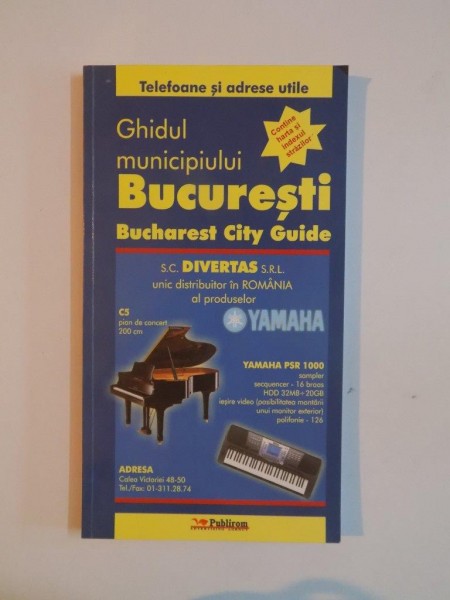 Telefoane și adrese utile
Ghidul
municipiului
București
Bucharest City Guide
Conține
harta și
indexul
străzilor
S.C. DIVERTAS S.R.L.
unic distribuitor în ROMÂNIA
al produselor
YAMAHA
C5
pian de concert
200 cm
YAMAHA PSR 1000
sampler
secquencer - 16 broos
HDD 32MB+20GB
ieșire video (posibilitatea montării
unui monitor exterior)
polifonie - 126
ADRESA
Calea Victoriei 48-50
Tel./Fax: 01-311.28.74
Publirom